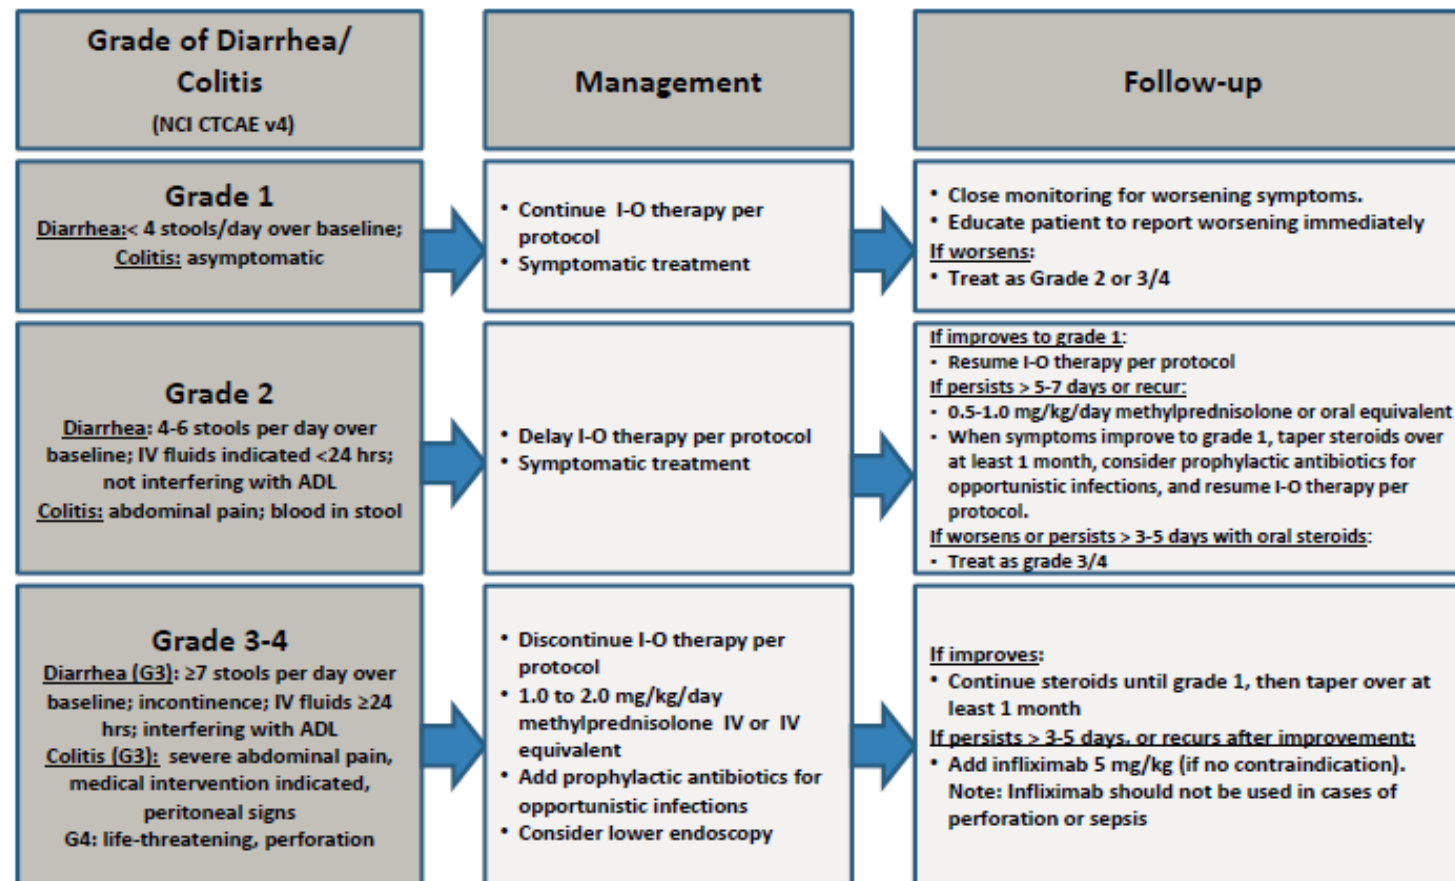 Grade of Diarrhea/
Colitis
(NCI CTCAE v4)
Management
Follow-up
Grade 1
Diarrhea:< 4 stools/day over baseline;
Colitis: asymptomatic
• Continue I-O therapy per
protocol
• Symptomatic treatment
• Close monitoring for worsening symptoms.
• Educate patient to report worsening immediately
If worsens:
• Treat as Grade 2 or 3/4
Grade 2
Diarrhea: 4-6 stools per day over
baseline; IV fluids indicated <24 hrs;
not interfering with ADL
Colitis: abdominal pain; blood in stool
• Delay I-O therapy per protocol
• Symptomatic treatment
If improves to grade 1:
• Resume I-O therapy per protocol
If persists > 5-7 days or recur:
• 0.5-1.0 mg/kg/day methylprednisolone or oral equivalent
• When symptoms improve to grade 1, taper steroids over
at least 1 month, consider prophylactic antibiotics for
opportunistic infections, and resume I-O therapy per
protocol.
If worsens or persists > 3-5 days with oral steroids:
• Treat as grade 3/4
Grade 3-4
Diarrhea (G3): ≥7 stools per day over
baseline; incontinence; IV fluids ≥24
hrs; interfering with ADL
Colitis (G3): severe abdominal pain,
medical intervention indicated,
peritoneal signs
G4: life-threatening, perforation
• Discontinue I-O therapy per
protocol
• 1.0 to 2.0 mg/kg/day
methylprednisolone IV or IV
equivalent
• Add prophylactic antibiotics for
opportunistic infections
• Consider lower endoscopy
If improves:
• Continue steroids until grade 1, then taper over at
least 1 month
If persists > 3-5 days, or recurs after improvement:
• Add infliximab 5 mg/kg (if no contraindication).
Note: Infliximab should not be used in cases of
perforation or sepsis